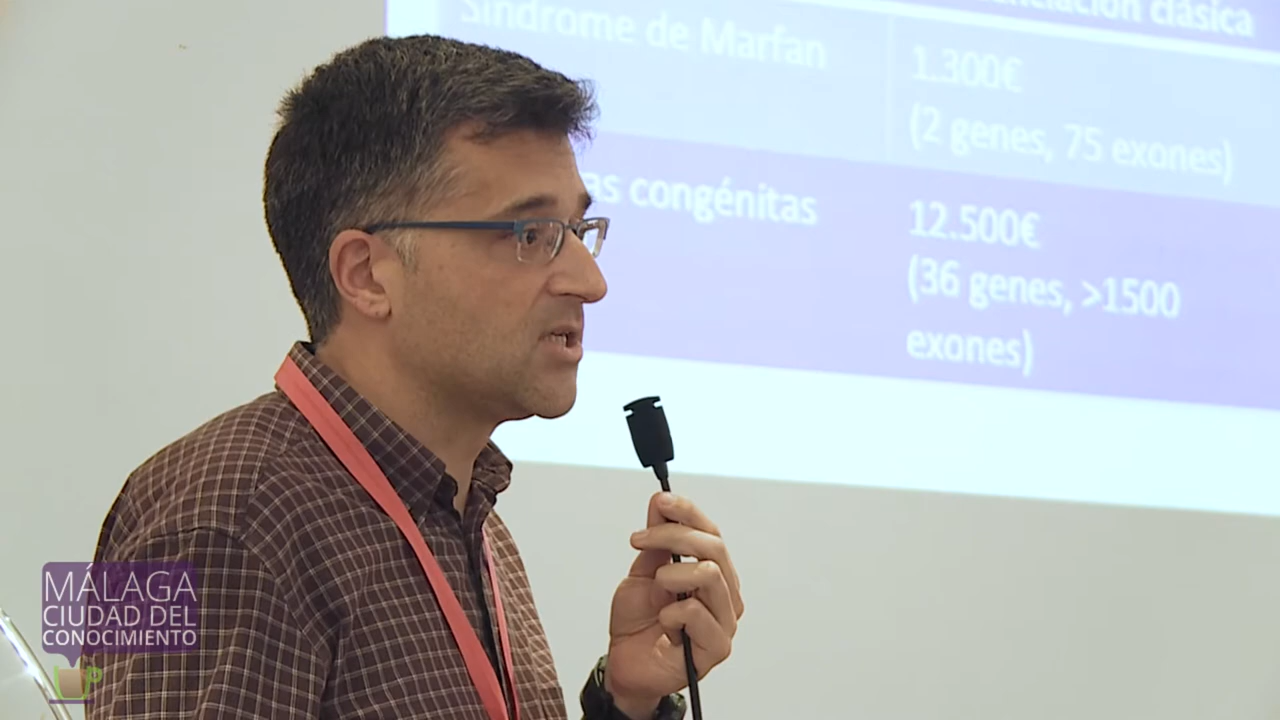 clásica
Síndrome de Marfan
1.300€
(2 genes, 75 exones)
congénitas
12.500€
(36 genes, >1500
exones)
MÁLAGA
CIUDAD DEL
CONOCIMIENTO